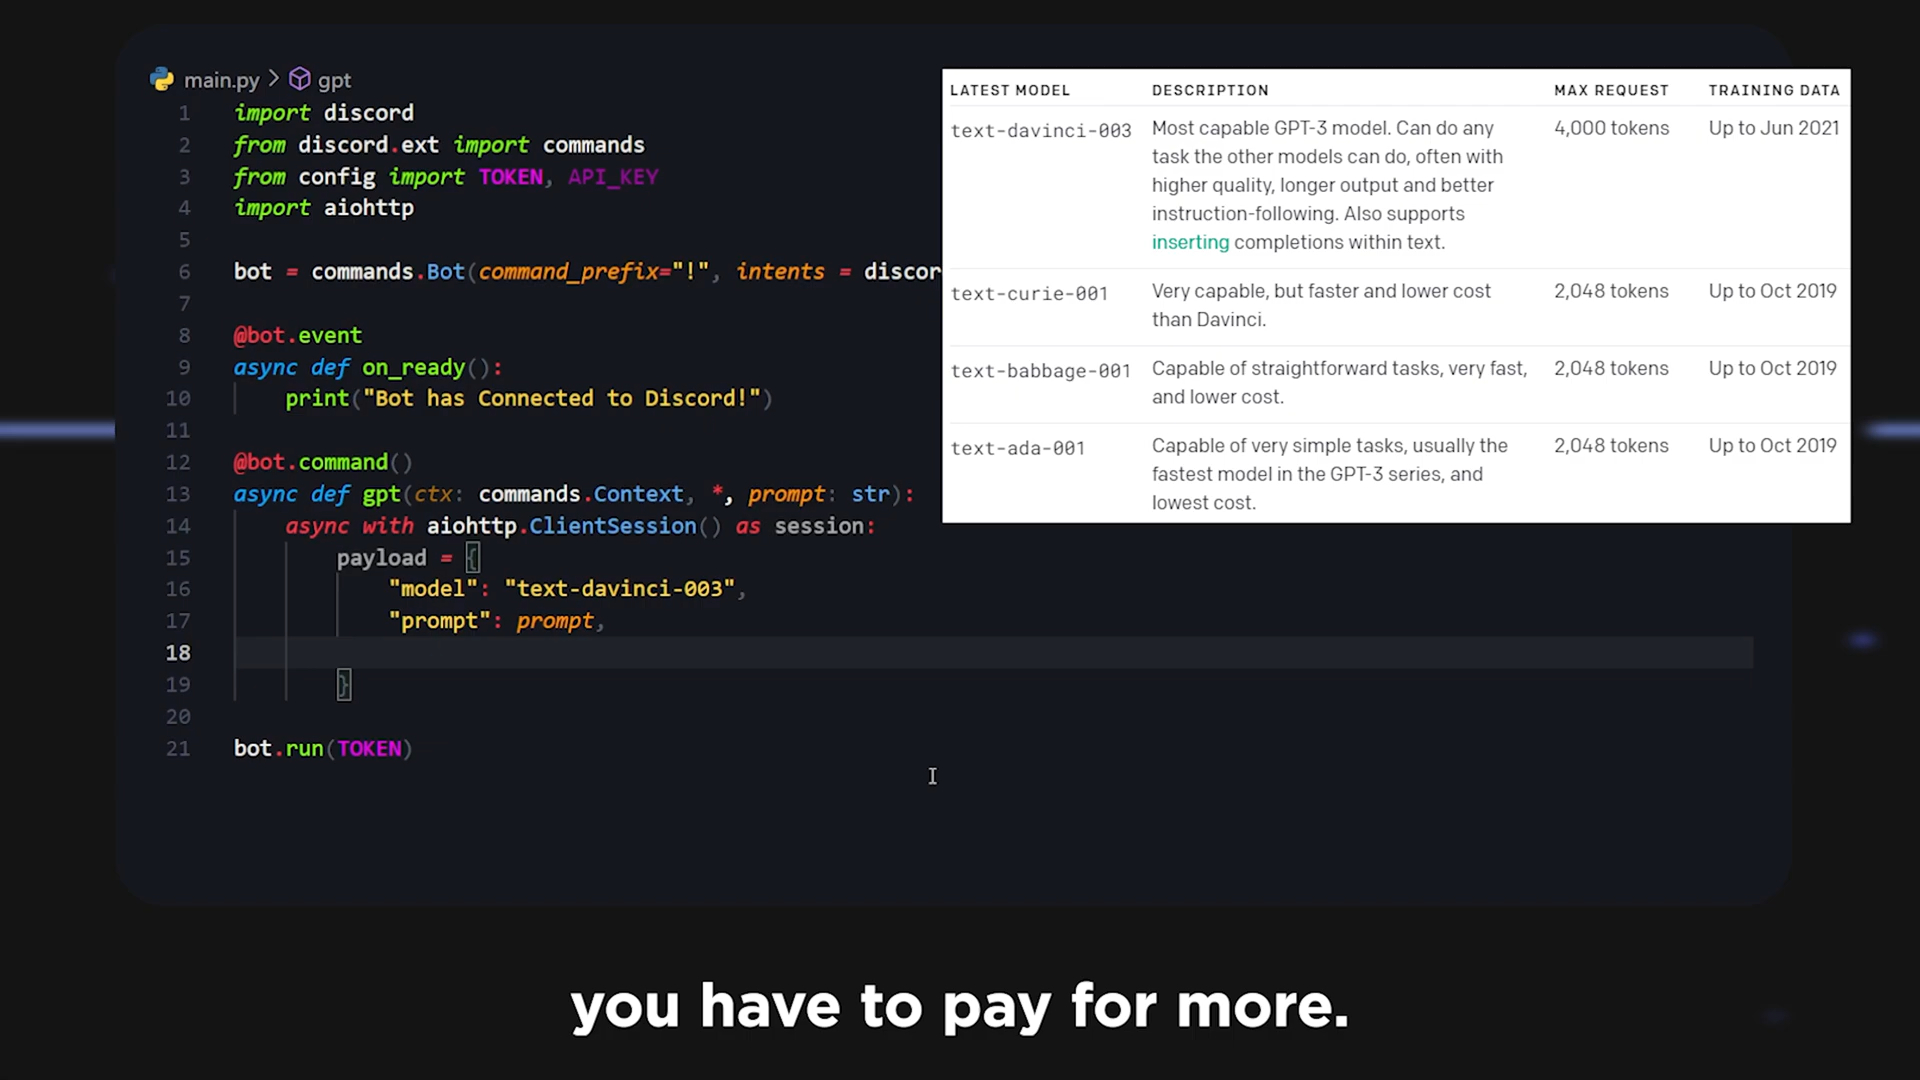 main.py > gpt
1 import discord
2 from discord.ext import commands
3 from config import TOKEN, API_KEY
4 import aiohttp
5
6 bot = commands.Bot(command_prefix="!", intents = discor
7
8 @bot.event
9 async def on_ready():
10 print("Bot has Connected to Discord!")
11
12 @bot.command()
13 async def gpt(ctx: commands.Context, *, prompt: str):
14 async with aiohttp.ClientSession() as session:
15 payload = {
16 "model": "text-davinci-003",
17 "prompt": prompt,
18
19 }
20
21 bot.run(TOKEN)
LATEST MODEL DESCRIPTION MAX REQUEST TRAINING DATA
text-davinci-003 Most capable GPT-3 model. Can do any 4,000 tokens Up to Jun 2021
task the other models can do, often with
higher quality, longer output and better
instruction-following. Also supports
inserting completions within text.
text-curie-001 Very capable, but faster and lower cost 2,048 tokens Up to Oct 2019
than Davinci.
text-babbage-001 Capable of straightforward tasks, very fast, 2,048 tokens Up to Oct 2019
and lower cost.
text-ada-001 Capable of very simple tasks, usually the 2,048 tokens Up to Oct 2019
fastest model in the GPT-3 series, and
lowest cost.
you have to pay for more.